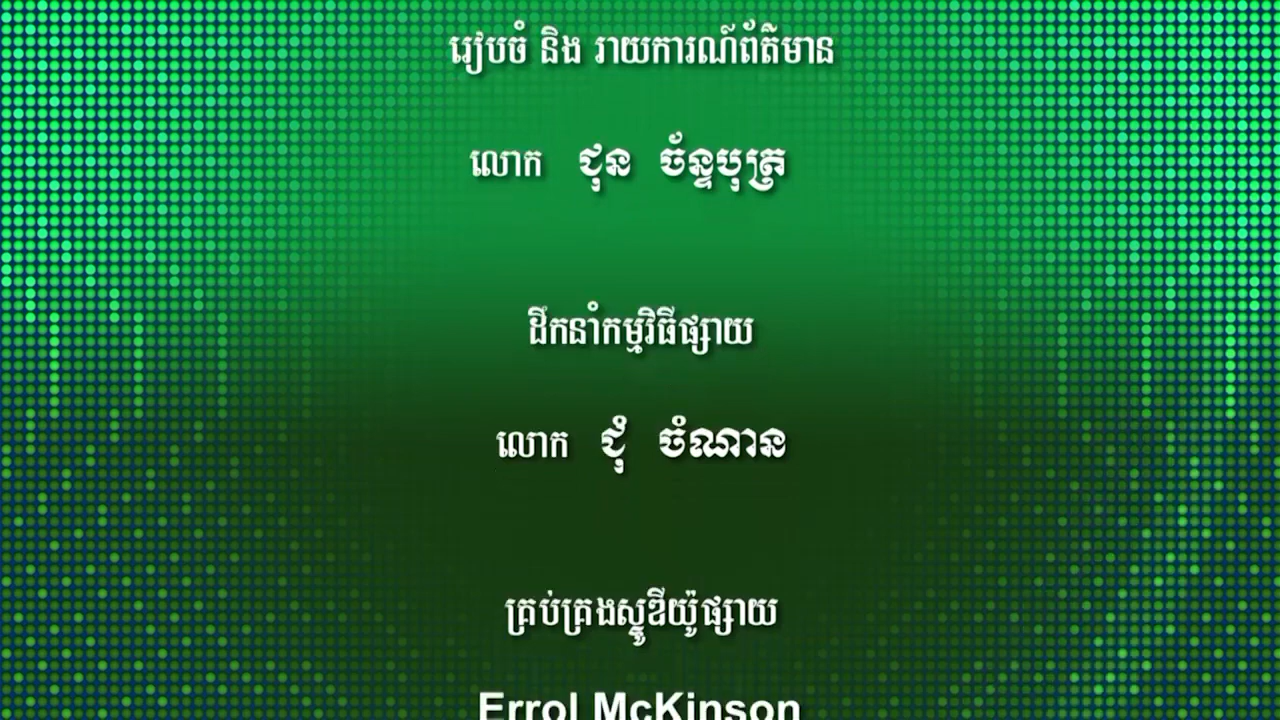 រៀបចំ និង រាយការណ៍ព័ត៌មាន
លោក ជុន ច័ន្ទបុត្រ
ដឹកនាំកម្មវិធីផ្សាយ
លោក ជុំ ចំណាន
គ្រប់គ្រងស្ទូឌីយ៉ូផ្សាយ
Errol McKinson